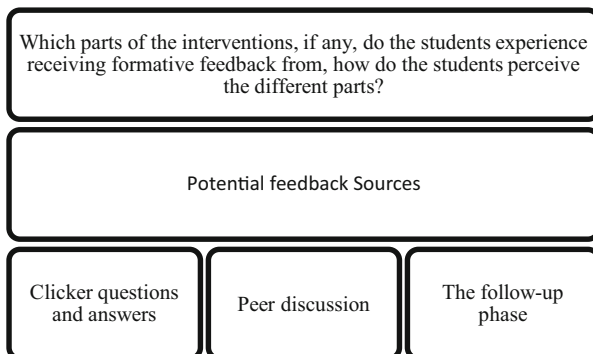 Which parts of the interventions, if any, do the students experience
receiving formative feedback from, how do the students perceive
the different parts?
Potential feedback Sources
Clicker questions
and answers
Peer discussion
The follow-up
phase